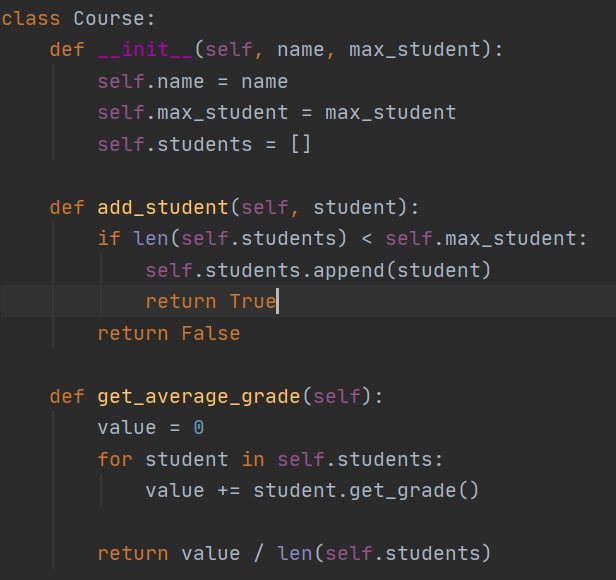 class Course:
    def __init__(self, name, max_student):
        self.name = name
        self.max_student = max_student
        self.students = []

    def add_student(self, student):
        if len(self.students) < self.max_student:
            self.students.append(student)
            return True
        return False

    def get_average_grade(self):
        value = 0
        for student in self.students:
            value += student.get_grade()

        return value / len(self.students)